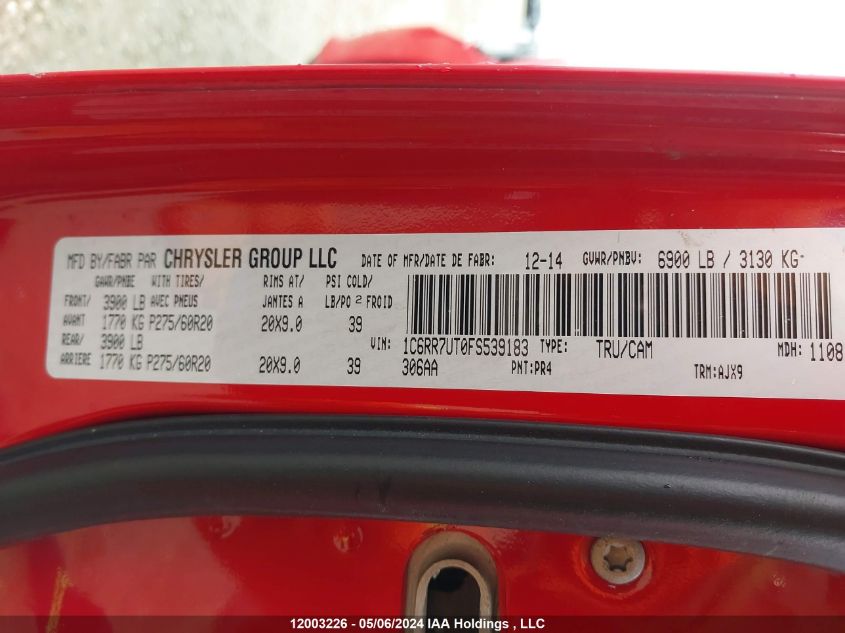 MFD BY/FABR PAR CHRYSLER GROUP LLC DATE OF MFR/DATE DE FABR: 12-14 GVWR/PNBV: 6900 LB / 3130 KG
GAWR/PNBE WITH TIRES/ RIMS AT/ PSI COLD/
FRONT/ 3900 LB AVEC PNEUS JANTES A LB/PO 2 FROID
AVANT 1770 KG P275/60R20 20X9.0 39
REAR/ 3900 LB VIN: 1C6RR7UT0FS539183 TYPE: TRU/CAM MDH: 1108
ARRIERE 1770 KG P275/60R20 20X9.0 39 306AA PNT:PR4 TRM:AJX9
12003226 - 05/06/2024 IAA Holdings , LLC